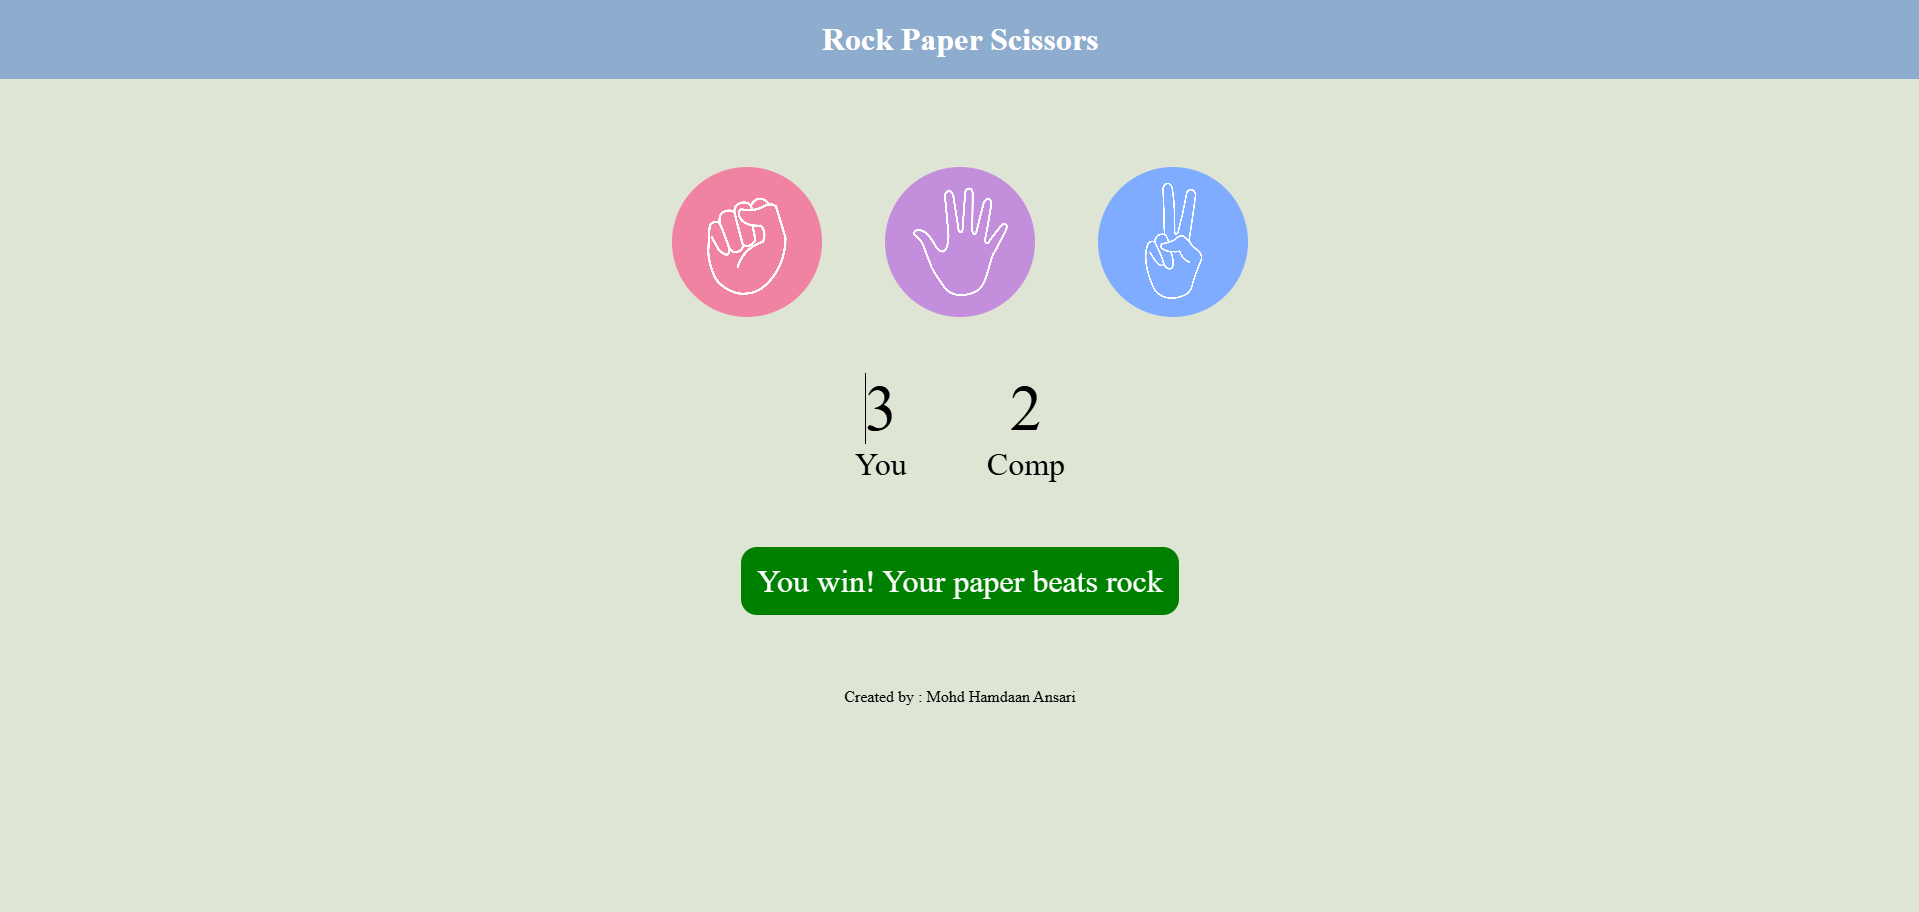 Rock Paper Scissors
3 2
You Comp
You win! Your paper beats rock
Created by : Mohd Hamdaan Ansari